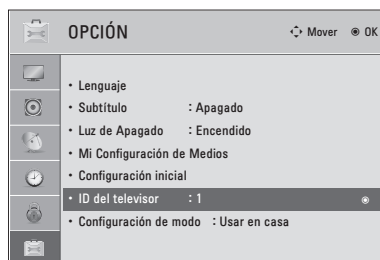 OPCIÓN Mover OK
• Lenguaje
• Subtítulo : Apagado
• Luz de Apagado : Encendido
• Mi Configuración de Medios
• Configuración inicial
• ID del televisor : 1
• Configuración de modo : Usar en casa